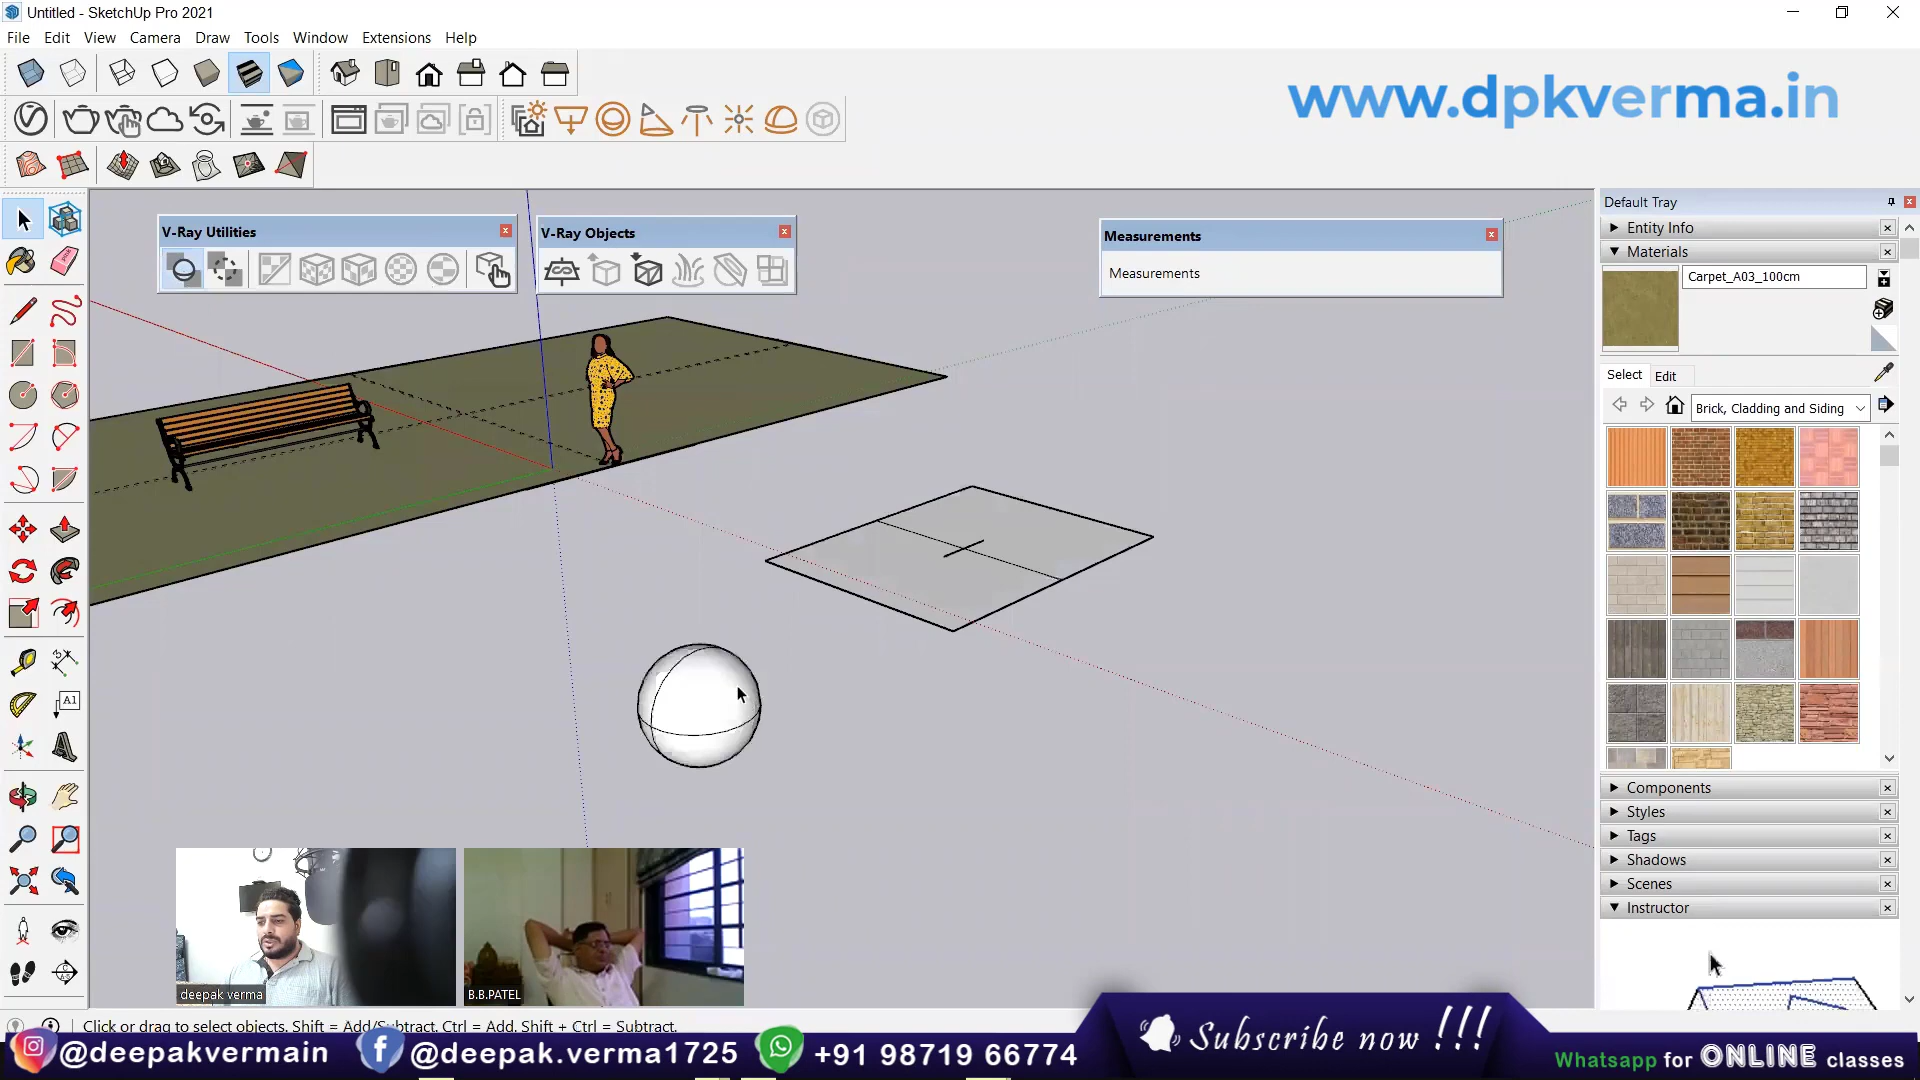 Untitled - SketchUp Pro 2021
File Edit View Camera Draw Tools Window Extensions Help
www.dpkverma.in
V-Ray Utilities
V-Ray Objects
Measurements
Measurements
Default Tray
Entity Info
Materials
Carpet_A03_100cm
Select Edit
Brick, Cladding and Siding
A1
Components
Styles
Tags
Shadows
Scenes
Instructor
deepak verma
B.B.PATEL
Click or drag to select objects. Shift = Add/Subtract. Ctrl = Add. Shift + Ctrl = Subtract.
@deepakvermain
@deepak.verma1725
+91 98719 66774
Subscribe now !!!
Whatsapp for ONLINE classes